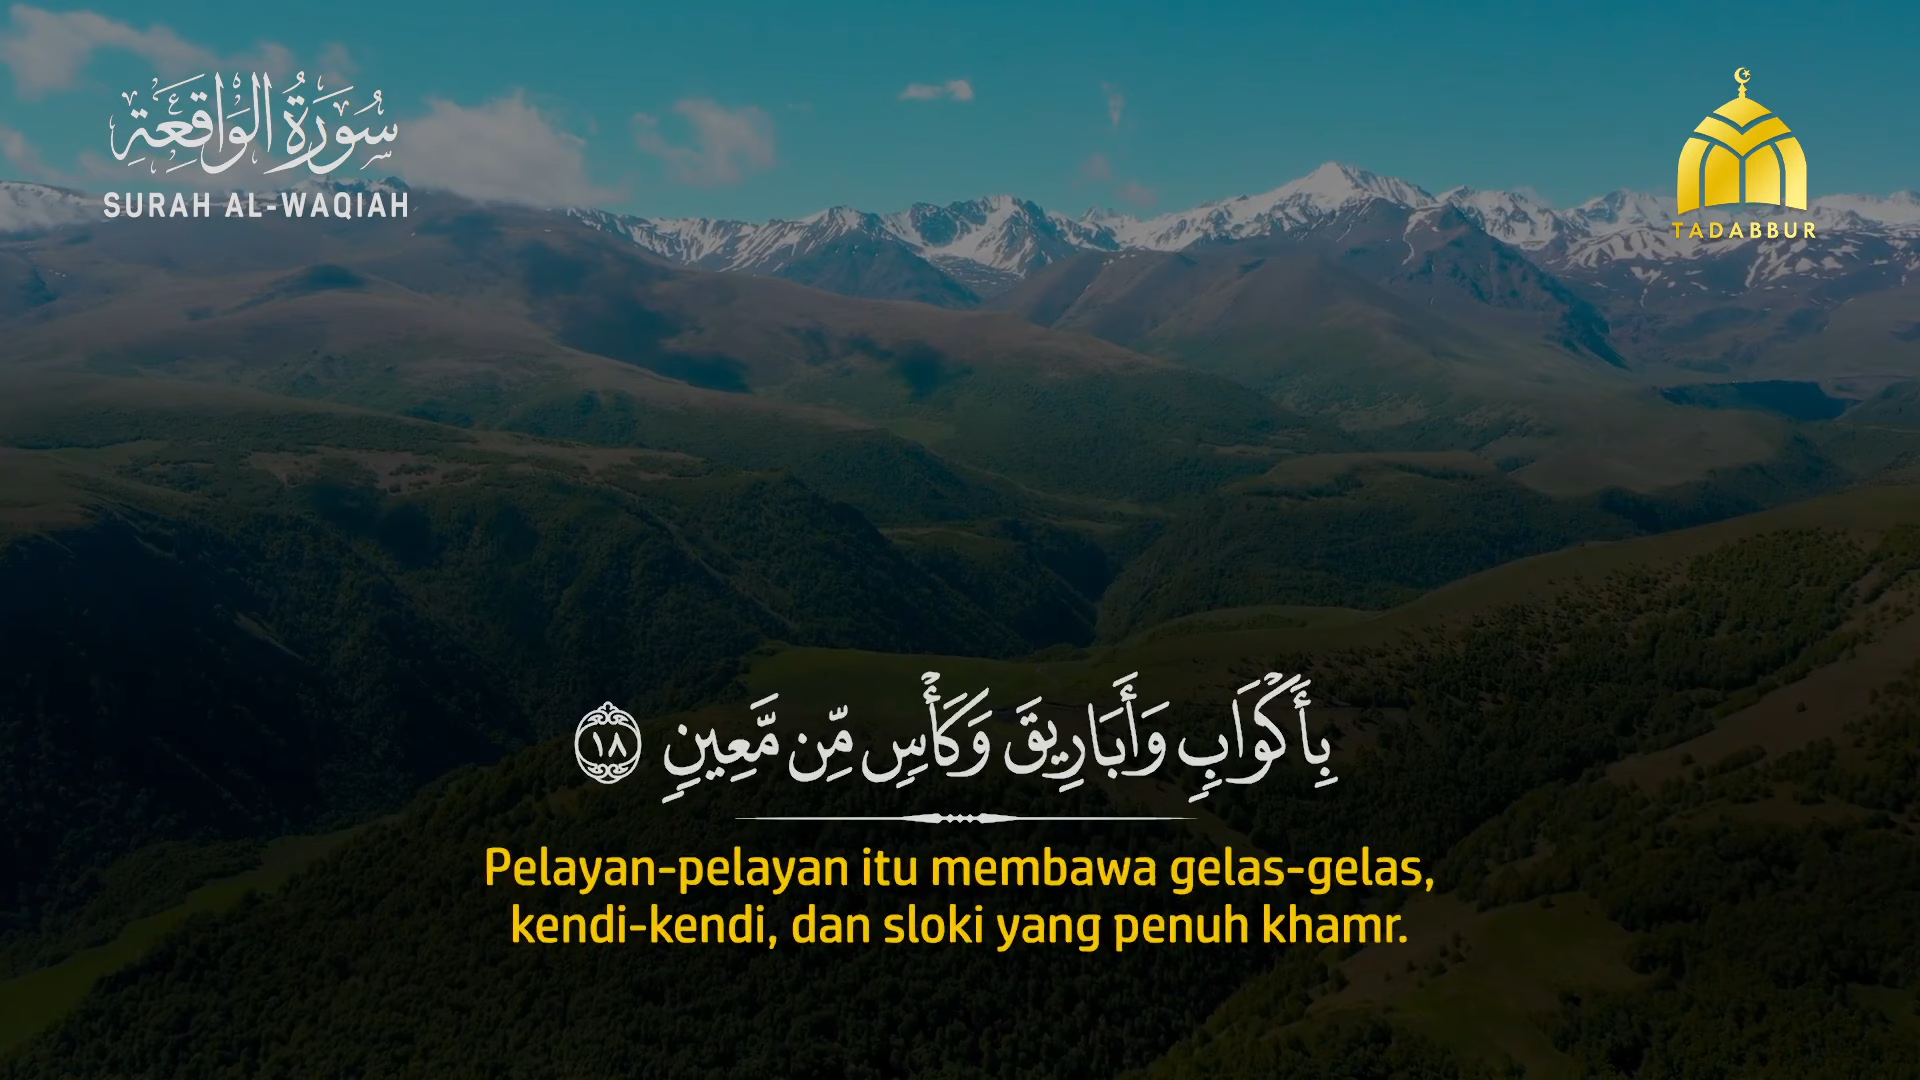 سُورَةُ الْوَاقِعَةِ
SURAH AL-WAQIAH
TADABBUR
بِأَكْوَابٍ وَأَبَارِيقَ وَكَأْسٍ مِّن مَّعِينٍ ١٨
Pelayan-pelayan itu membawa gelas-gelas,
kendi-kendi, dan sloki yang penuh khamr.